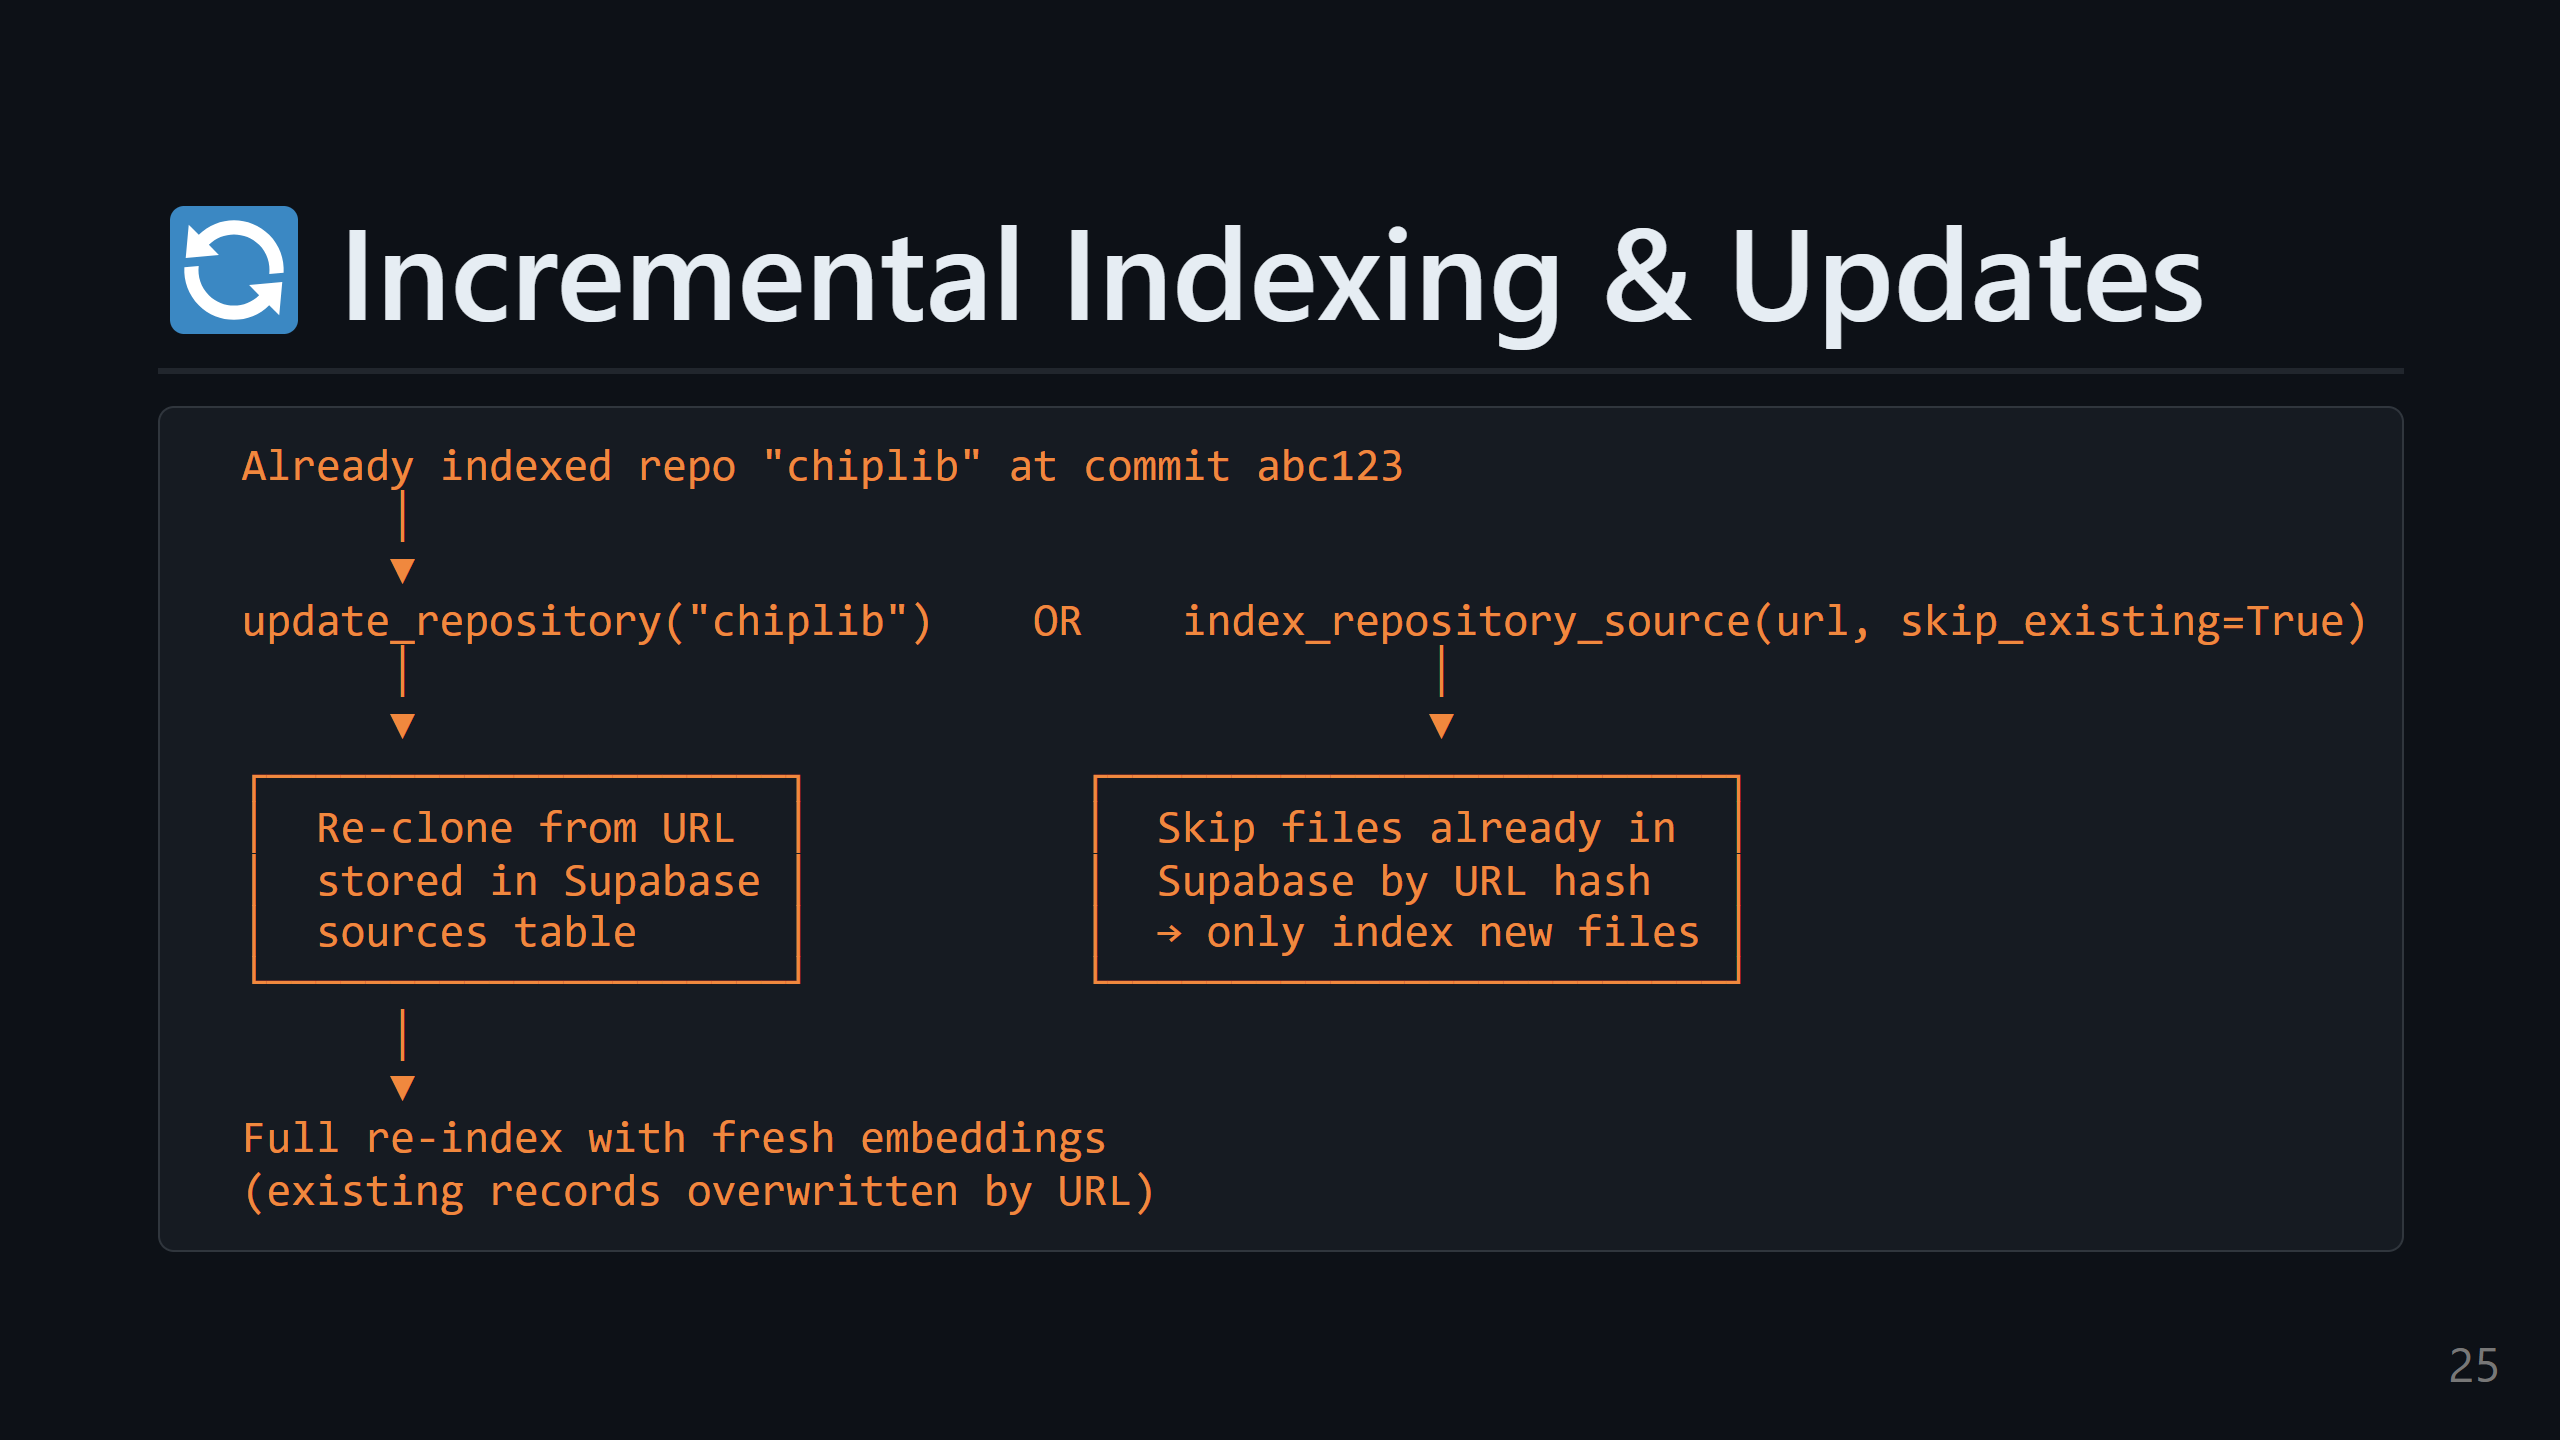 Incremental Indexing & Updates
Already indexed repo "chiplib" at commit abc123
update_repository("chiplib") OR index_repository_source(url, skip_existing=True)
Re-clone from URL
stored in Supabase
sources table
Skip files already in
Supabase by URL hash
→ only index new files
Full re-index with fresh embeddings
(existing records overwritten by URL)
25